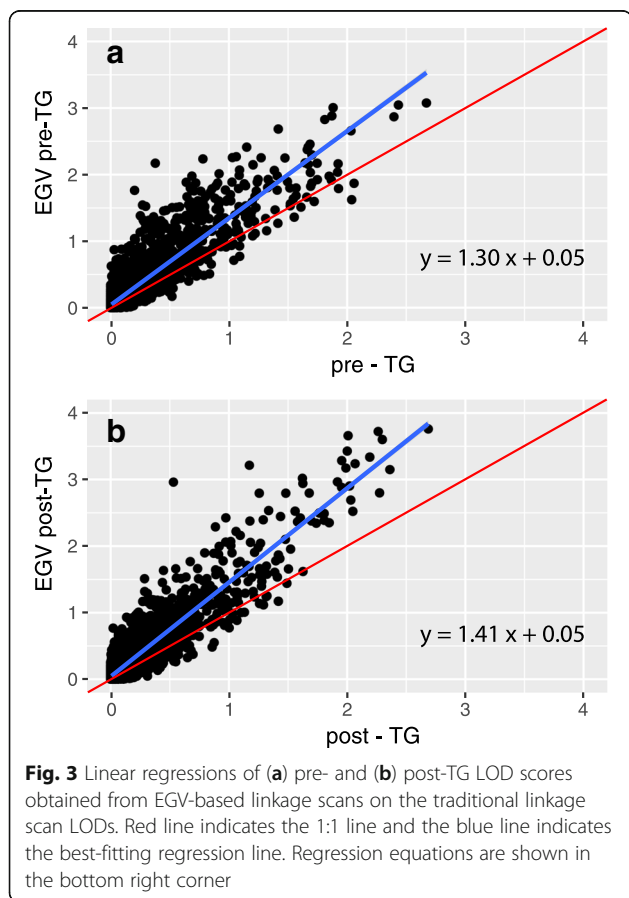 a
4
3
2
1
0
EGV pre-TG
y = 1.30 x + 0.05
0 1 2 3 4
pre - TG
b
4
3
2
1
0
EGV post-TG
y = 1.41 x + 0.05
0 1 2 3 4
post - TG
Fig. 3 Linear regressions of (a) pre- and (b) post-TG LOD scores
obtained from EGV-based linkage scans on the traditional linkage
scan LODs. Red line indicates the 1:1 line and the blue line indicates
the best-fitting regression line. Regression equations are shown in
the bottom right corner